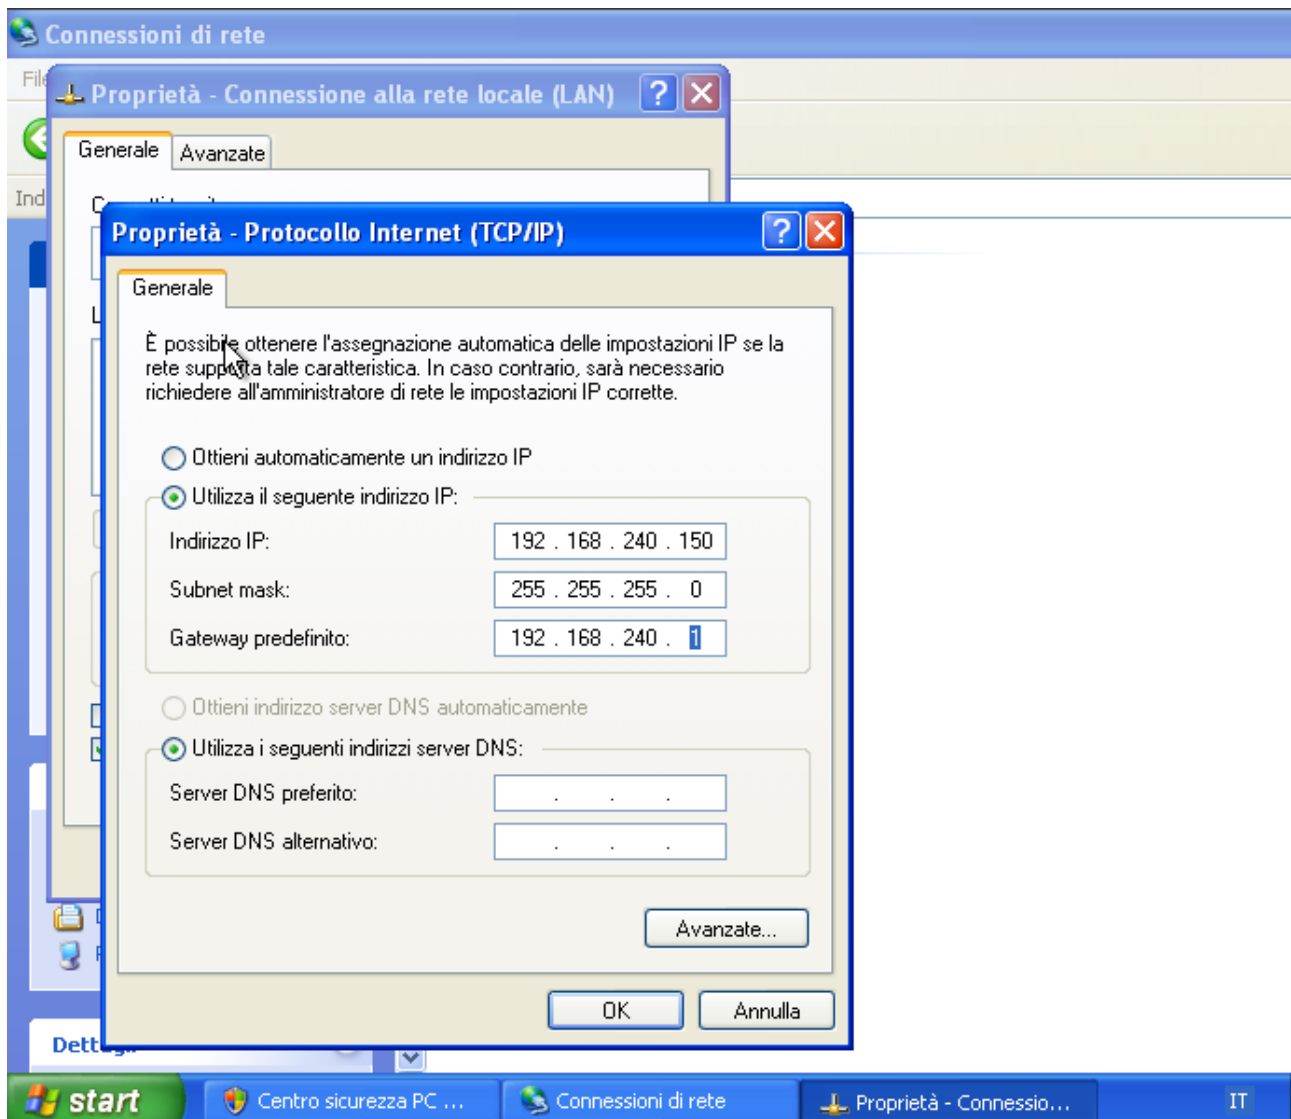 Connessioni di rete
File
Proprietà - Connessione alla rete locale (LAN)
Generale
Avanzate
Ind
Proprietà - Protocollo Internet (TCP/IP)
Generale
È possibile ottenere l'assegnazione automatica delle impostazioni IP se la
rete supporta tale caratteristica. In caso contrario, sarà necessario
richiedere all'amministratore di rete le impostazioni IP corrette.
Ottieni automaticamente un indirizzo IP
Utilizza il seguente indirizzo IP:
Indirizzo IP: 192 . 168 . 240 . 150
Subnet mask: 255 . 255 . 255 . 0
Gateway predefinito: 192 . 168 . 240 . 1
Ottieni indirizzo server DNS automaticamente
Utilizza i seguenti indirizzi server DNS:
Server DNS preferito: . . .
Server DNS alternativo: . . .
Avanzate...
OK Annulla
start Centro sicurezza PC ... Connessioni di rete Proprietà - Connessio... IT